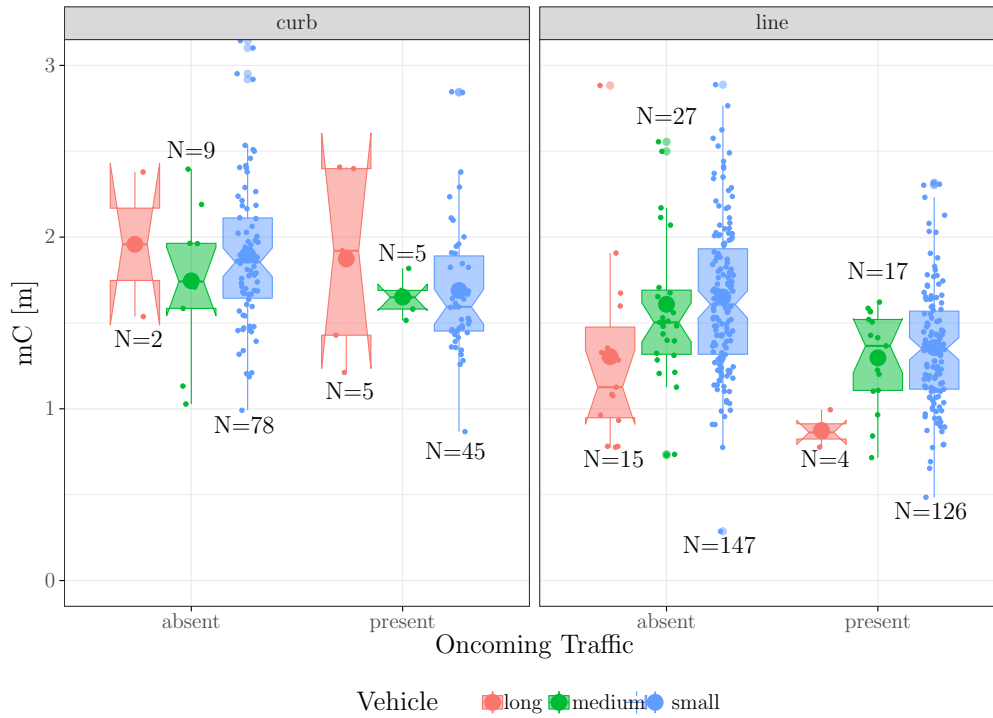 curb
line
mC [m]
3
2
1
0
N=2
N=9
N=78
N=5
N=5
N=45
N=15
N=27
N=147
N=4
N=17
N=126
absent
present
absent
present
Oncoming Traffic
Vehicle long medium small